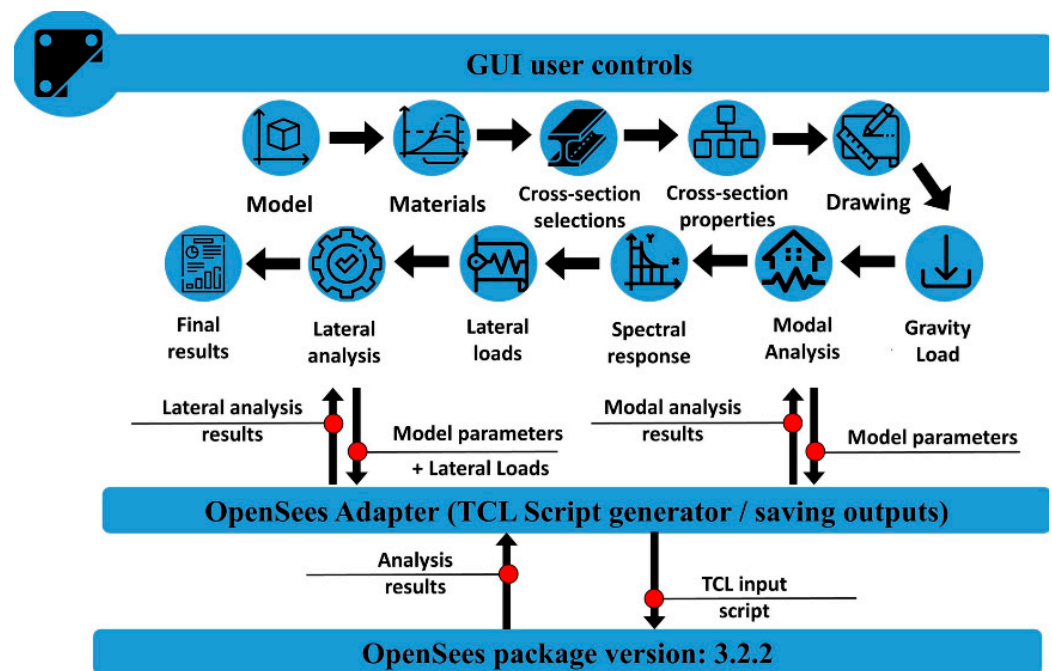 GUI user controls
Model
Materials
Cross-section
selections
Cross-section
properties
Drawing
Y
X
Final
results
Lateral
analysis
Lateral
loads
Spectral
response
Modal
Analysis
Gravity
Load
Lateral analysis
results
Model parameters
+ Lateral Loads
Modal analysis
results
Model parameters
OpenSees Adapter (TCL Script generator / saving outputs)
Analysis
results
TCL input
script
OpenSees package version: 3.2.2